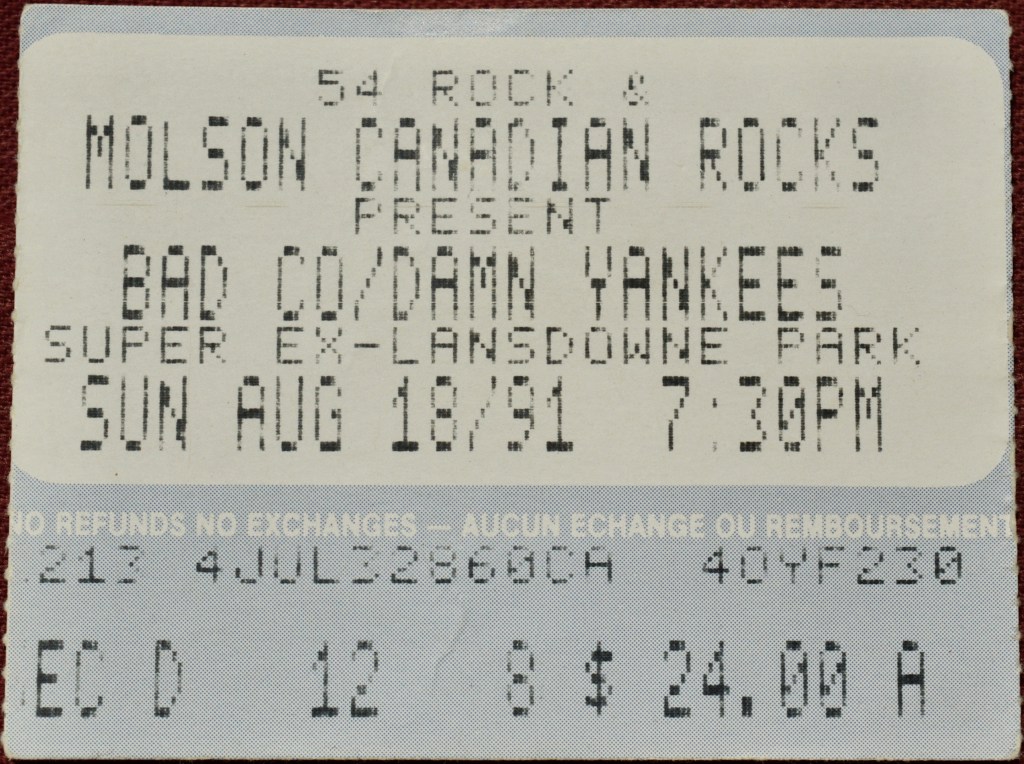 54 ROCK &
MOLSON CANADIAN ROCKS
PRESENT
BAD CO/DAMN YANKEES
SUPER EX-LANSDOWNE PARK
SUN AUG 18/91 7:30PM
NO REFUNDS NO EXCHANGES — AUCUN ECHANGE OU REMBOURSEMENT
.213 4JUL32860CA 40YF230
EC D 12 8 $ 24.00 A